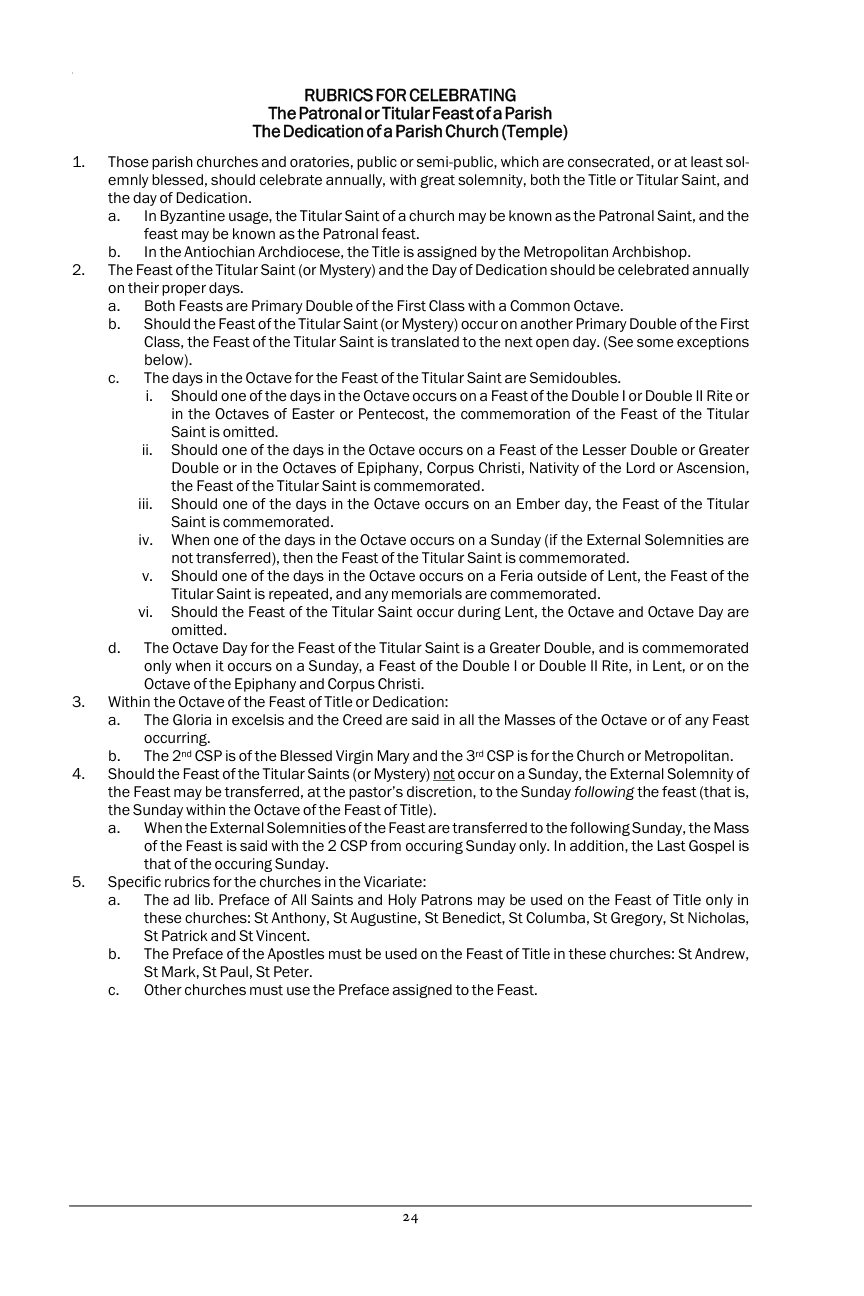 RUBRICS FOR CELEBRATING
The Patronal or Titular Feast of a Parish
The Dedication of a Parish Church (Temple)
1. Those parish churches and oratories, public or semi-public, which are consecrated, or at least sol-
emnly blessed, should celebrate annually, with great solemnity, both the Title or Titular Saint, and
the day of Dedication.
a. In Byzantine usage, the Titular Saint of a church may be known as the Patronal Saint, and the
feast may be known as the Patronal feast.
b. In the Antiochian Archdiocese, the Title is assigned by the Metropolitan Archbishop.
2. The Feast of the Titular Saint (or Mystery) and the Day of Dedication should be celebrated annually
on their proper days.
a. Both Feasts are Primary Double of the First Class with a Common Octave.
b. Should the Feast of the Titular Saint (or Mystery) occur on another Primary Double of the First
Class, the Feast of the Titular Saint is translated to the next open day. (See some exceptions
below).
c. The days in the Octave for the Feast of the Titular Saint are Semidoubles.
i. Should one of the days in the Octave occurs on a Feast of the Double I or Double II Rite or
in the Octaves of Easter or Pentecost, the commemoration of the Feast of the Titular
Saint is omitted.
ii. Should one of the days in the Octave occurs on a Feast of the Lesser Double or Greater
Double or in the Octaves of Epiphany, Corpus Christi, Nativity of the Lord or Ascension,
the Feast of the Titular Saint is commemorated.
iii. Should one of the days in the Octave occurs on an Ember day, the Feast of the Titular
Saint is commemorated.
iv. When one of the days in the Octave occurs on a Sunday (if the External Solemnities are
not transferred), then the Feast of the Titular Saint is commemorated.
v. Should one of the days in the Octave occurs on a Feria outside of Lent, the Feast of the
Titular Saint is repeated, and any memorials are commemorated.
vi. Should the Feast of the Titular Saint occur during Lent, the Octave and Octave Day are
omitted.
d. The Octave Day for the Feast of the Titular Saint is a Greater Double, and is commemorated
only when it occurs on a Sunday, a Feast of the Double I or Double II Rite, in Lent, or on the
Octave of the Epiphany and Corpus Christi.
3. Within the Octave of the Feast of Title or Dedication:
a. The Gloria in excelsis and the Creed are said in all the Masses of the Octave or of any Feast
occurring.
b. The 2nd CSP is of the Blessed Virgin Mary and the 3rd CSP is for the Church or Metropolitan.
4. Should the Feast of the Titular Saints (or Mystery) not occur on a Sunday, the External Solemnity of
the Feast may be transferred, at the pastor's discretion, to the Sunday following the feast (that is,
the Sunday within the Octave of the Feast of Title).
a. When the External Solemnities of the Feast are transferred to the following Sunday, the Mass
of the Feast is said with the 2 CSP from occuring Sunday only. In addition, the Last Gospel is
that of the occuring Sunday.
5. Specific rubrics for the churches in the Vicariate:
a. The ad lib. Preface of All Saints and Holy Patrons may be used on the Feast of Title only in
these churches: St Anthony, St Augustine, St Benedict, St Columba, St Gregory, St Nicholas,
St Patrick and St Vincent.
b. The Preface of the Apostles must be used on the Feast of Title in these churches: St Andrew,
St Mark, St Paul, St Peter.
c. Other churches must use the Preface assigned to the Feast.
24